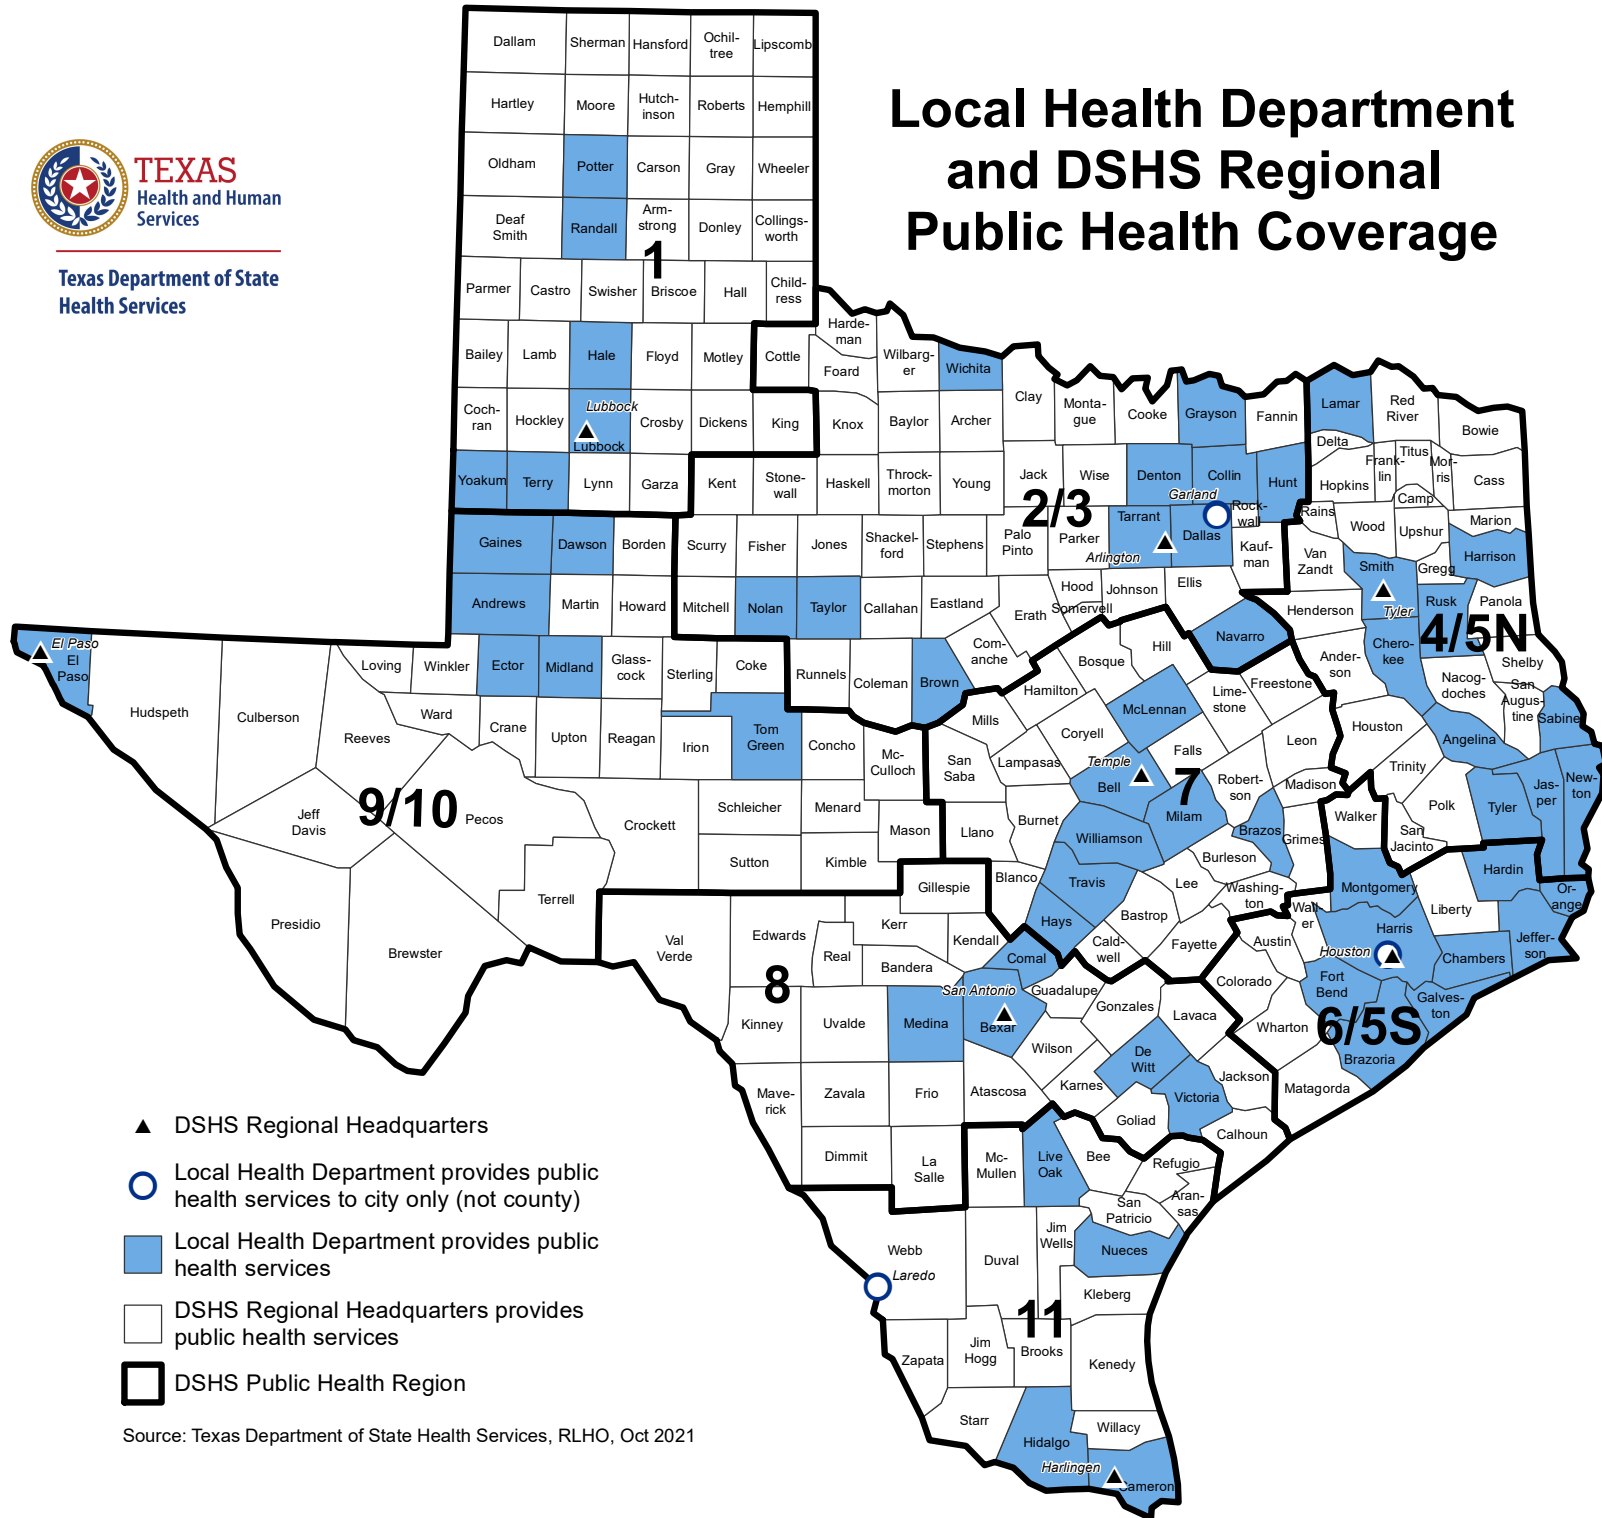 Local Health Department
and DSHS Regional
Public Health Coverage
TEXAS
Health and Human
Services
Texas Department of State
Health Services
Dallam
Sherman
Hansford
Ochil-
tree
Lipscomb
Hartley
Moore
Hutch-
inson
Roberts
Hemphill
Oldham
Potter
Carson
Gray
Wheeler
Deaf
Smith
Randall
Arm-
strong
Donley
Collings-
worth
1
Parmer
Castro
Swisher
Briscoe
Hall
Child-
ress
Bailey
Lamb
Hale
Floyd
Motley
Cottle
Harde-
man
Foard
Wilbarg-
er
Wichita
Clay
Monta-
gue
Cooke
Grayson
Fannin
Lamar
Red
River
Bowie
Coch-
ran
Hockley
Lubbock
Lubbock
Crosby
Dickens
King
Knox
Baylor
Archer
Delta
Titus
Frank-
lin
Mor-
ris
Hopkins
Camp
Cass
Yoakum
Terry
Lynn
Garza
Kent
Stone-
wall
Haskell
Throck-
morton
Young
Jack
Wise
Denton
Collin
Hunt
2/3
Garland
Rock-
wall
Rains
Wood
Upshur
Marion
Gaines
Dawson
Borden
Scurry
Fisher
Jones
Shackel-
ford
Stephens
Palo
Pinto
Parker
Tarrant
Arlington
Dallas
Kauf-
man
Van
Zandt
Smith
Tyler
Gregg
Harrison
Andrews
Martin
Howard
Mitchell
Nolan
Taylor
Callahan
Eastland
Erath
Hood
Somervell
Johnson
Ellis
Henderson
Rusk
Panola
4/5N
El Paso
El
Paso
Hudspeth
Culberson
Loving
Winkler
Ector
Midland
Glass-
cock
Sterling
Coke
Runnels
Coleman
Brown
Com-
anche
Bosque
Hill
Navarro
Ander-
son
Chero-
kee
Nacog-
doches
Shelby
San
Augus-
tine
Sabine
Reeves
Ward
Crane
Upton
Reagan
Irion
Tom
Green
Concho
Mc-
Culloch
Mills
Hamilton
Coryell
McLennan
Lime-
stone
Freestone
Leon
Houston
Angelina
San
Saba
Lampasas
Temple
Bell
Falls
7
Milam
Robert-
son
Madison
Trinity
Polk
Tyler
Jas-
per
New-
ton
Jeff
Davis
9/10
Pecos
Crockett
Schleicher
Menard
Mason
Llano
Burnet
Williamson
Brazos
Grimes
Walker
San
Jacinto
Sutton
Kimble
Gillespie
Blanco
Travis
Lee
Burleson
Washing-
ton
Montgomery
Hardin
Or-
ange
Terrell
Presidio
Brewster
Val
Verde
Edwards
Real
Kerr
Kendall
Hays
Bastrop
Cald-
well
Fayette
Austin
Wall-
er
Harris
Houston
Liberty
Chambers
Jeffer-
son
Bandera
Comal
8
Kinney
Uvalde
Medina
San Antonio
Bexar
Guadalupe
Gonzales
Lavaca
Colorado
Fort
Bend
Galves-
ton
Wharton
6/5S
Brazoria
Wilson
De
Witt
Jackson
Matagorda
Mave-
rick
Zavala
Frio
Atascosa
Karnes
Goliad
Victoria
Calhoun
Dimmit
La
Salle
Mc-
Mullen
Live
Oak
Bee
Refugio
San
Patricio
Aran-
sas
Webb
Laredo
Duval
Jim
Wells
Nueces
Kleberg
11
Zapata
Jim
Hogg
Brooks
Kenedy
Starr
Hidalgo
Willacy
Harlingen
Cameron
DSHS Regional Headquarters
Local Health Department provides public
health services to city only (not county)
Local Health Department provides public
health services
DSHS Regional Headquarters provides
public health services
DSHS Public Health Region
Source: Texas Department of State Health Services, RLHO, Oct 2021